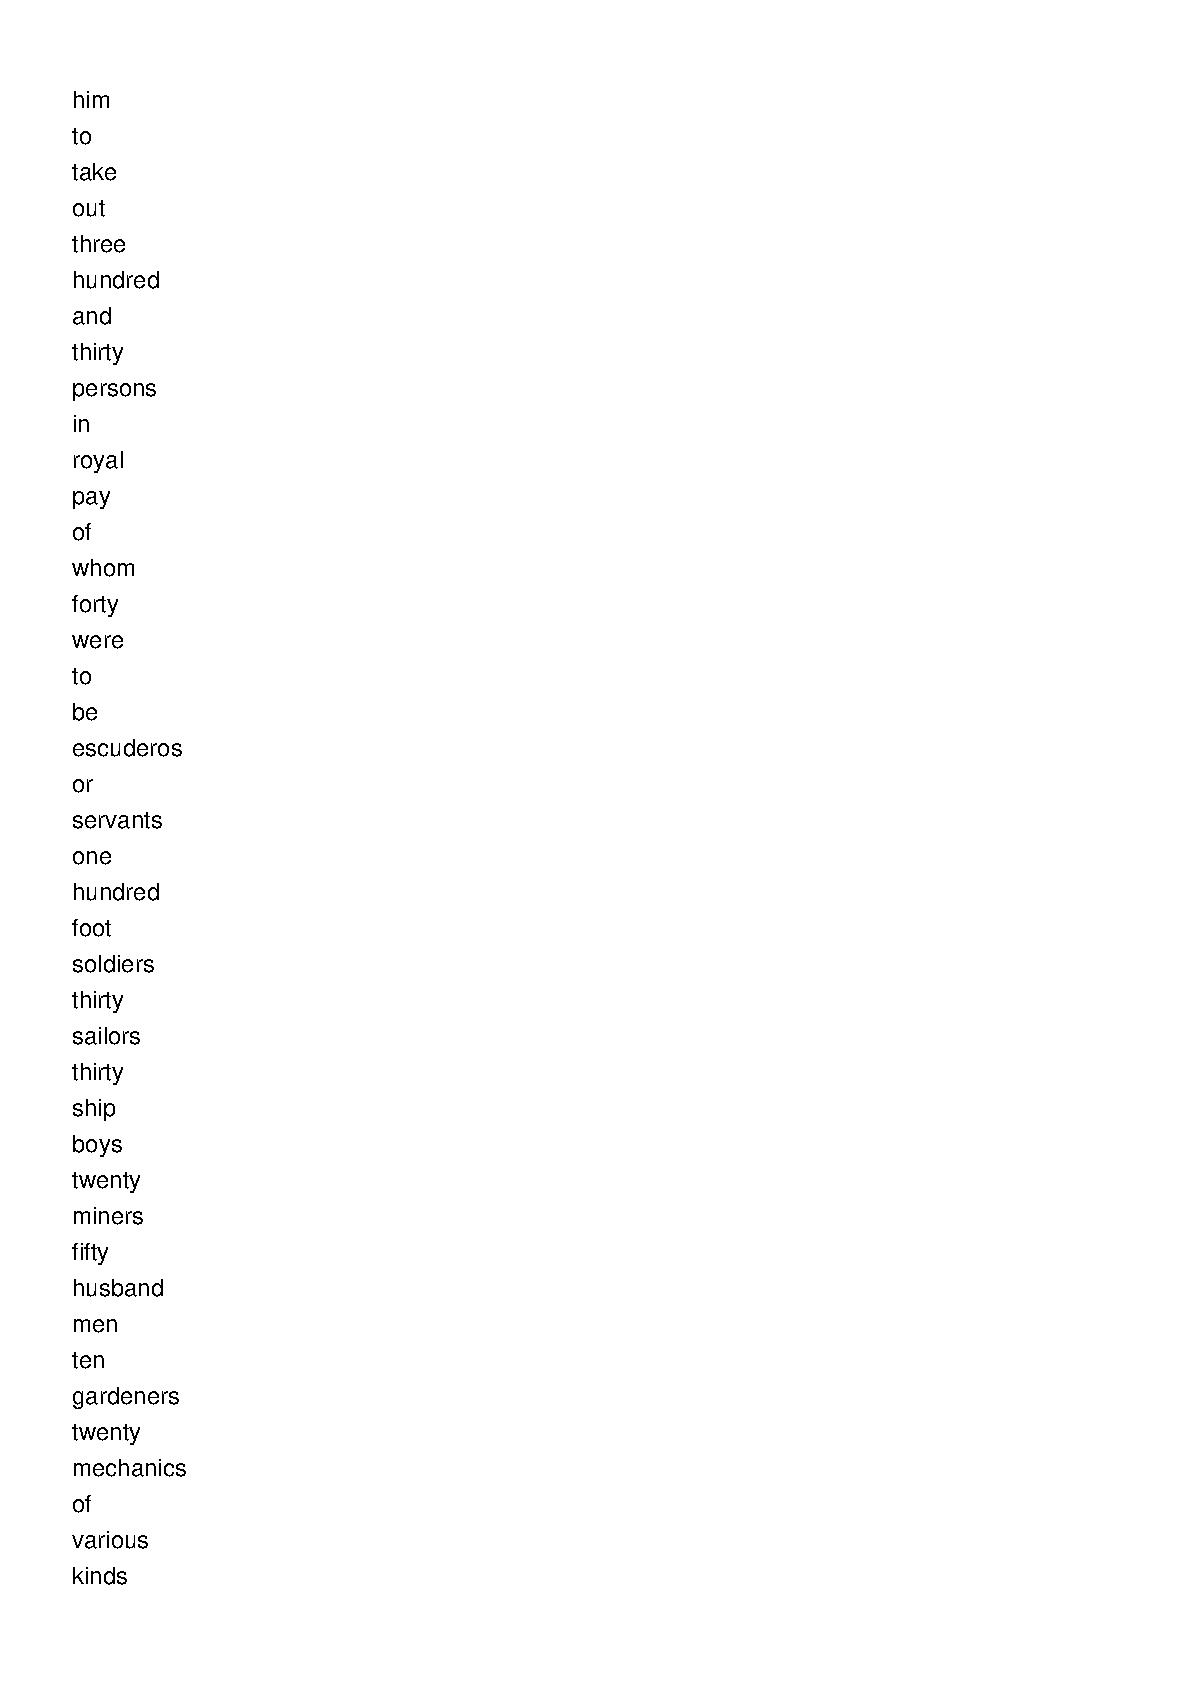 him
to
take
out
three
hundred
and
thirty
persons
in
royal
pay
of
whom
forty
were
to
be
escuderos
or
servants
one
hundred
foot
soldiers
thirty
sailors
thirty
ship
boys
twenty
miners
fifty
husband
men
ten
gardeners
twenty
mechanics
of
various
kinds